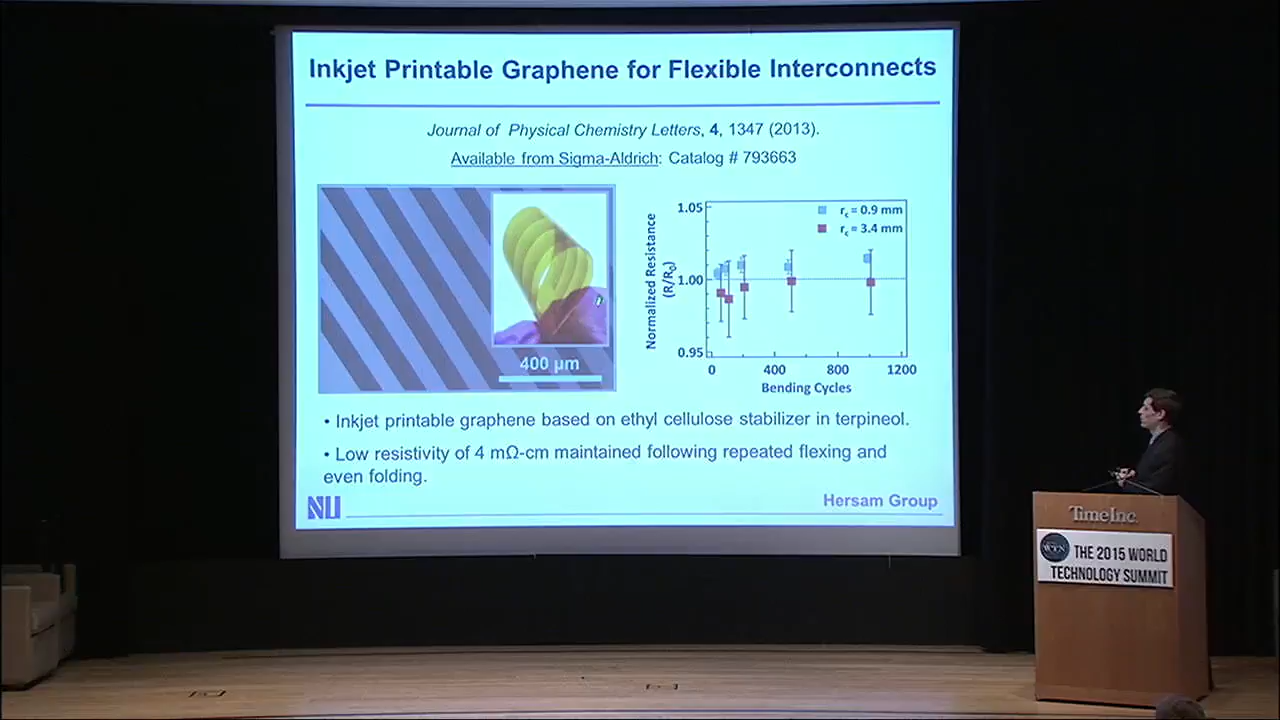 Inkjet Printable Graphene for Flexible Interconnects
Journal of Physical Chemistry Letters, 4, 1347 (2013).
Available from Sigma-Aldrich: Catalog # 793663
400 µm
Normalized Resistance
(R/R₀)
1.05
1.00
0.95
r꜀ = 0.9 mm
r꜀ = 3.4 mm
0 400 800 1200
Bending Cycles
• Inkjet printable graphene based on ethyl cellulose stabilizer in terpineol.
• Low resistivity of 4 mΩ-cm maintained following repeated flexing and
even folding.
NU
Hersam Group
TimeInc.
THE 2015 WORLD
TECHNOLOGY SUMMIT